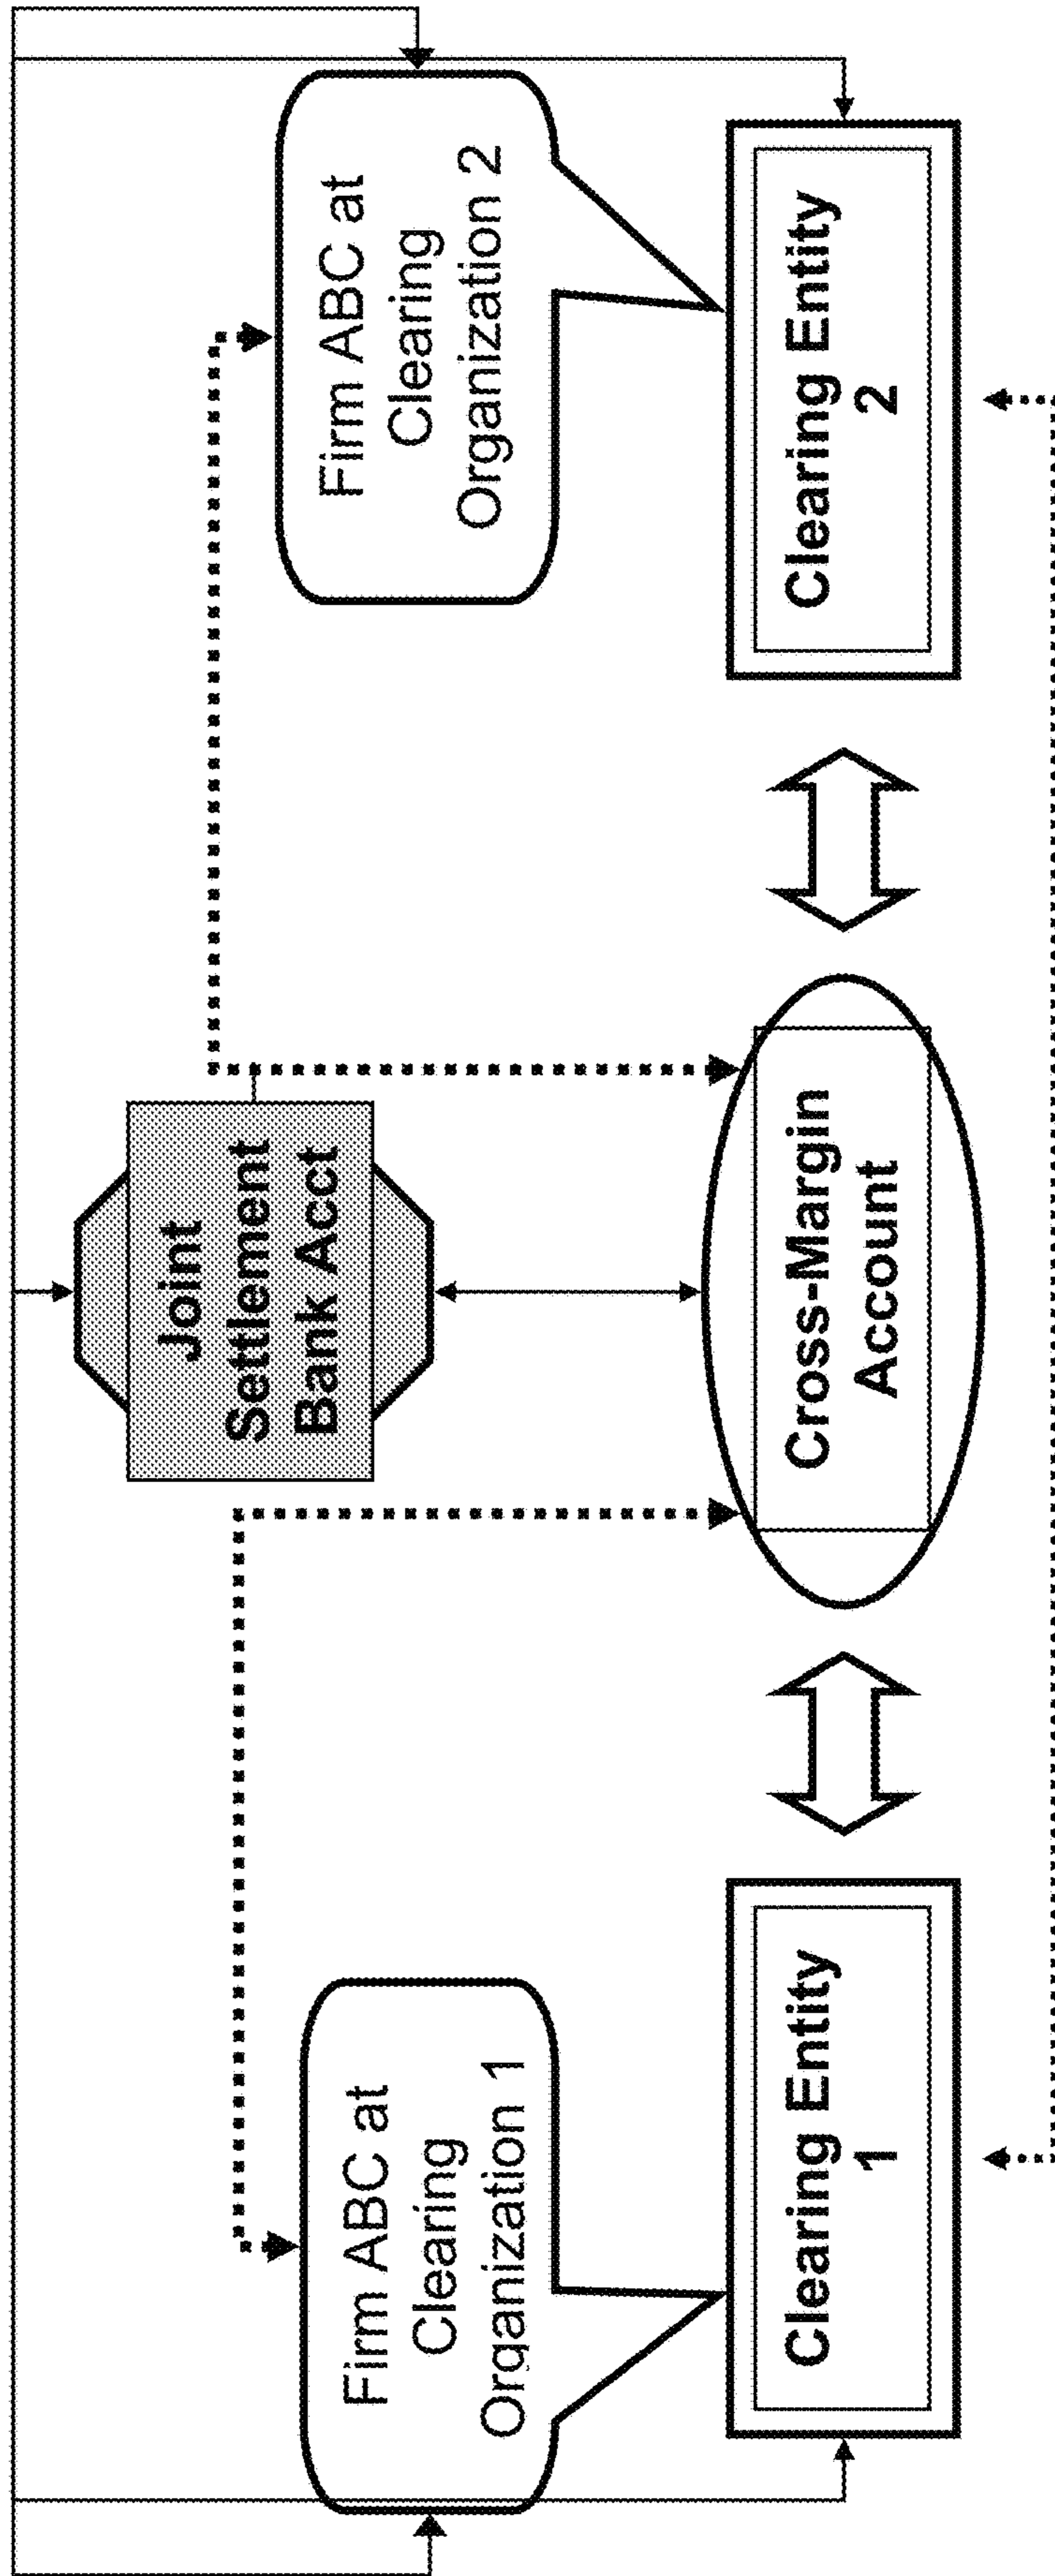 Joint
Settlement
Bank Acct
Firm ABC at
Clearing
Organization 1
Firm ABC at
Clearing
Organization 2
Clearing Entity
1
Cross-Margin
Account
Clearing Entity
2